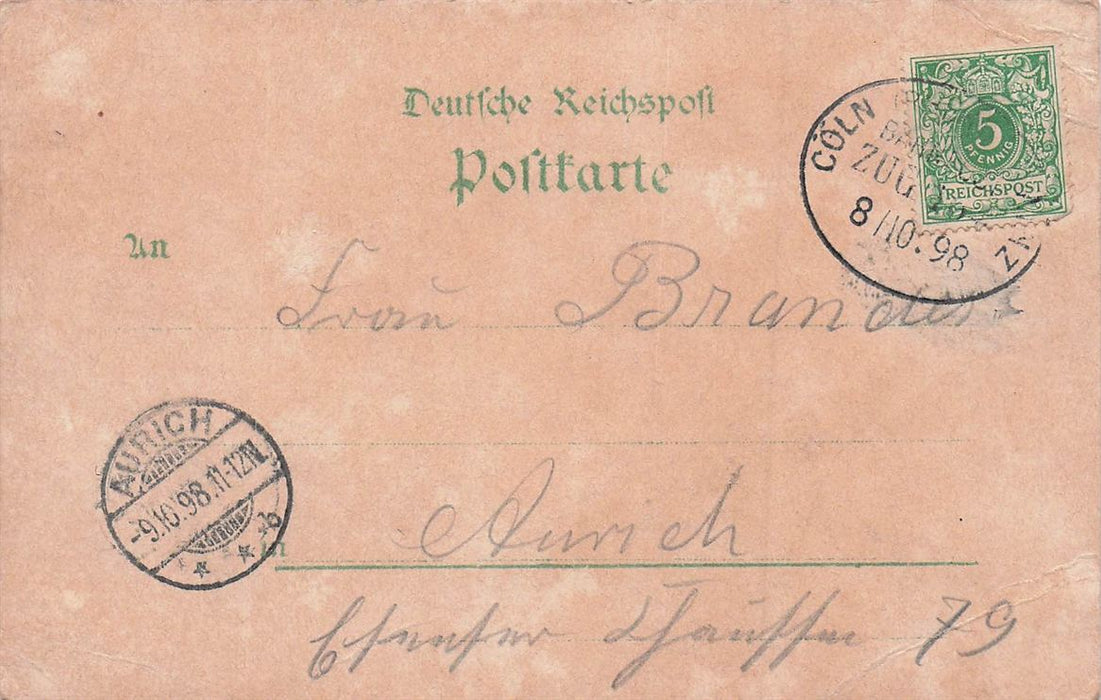 Deutsche Reichspost
Postkarte
5
PFENNIG
REICHSPOST
CÖLN
ZUG
8/10.98
An
Frau Brandes
AURICH
-9.10.98.11-12N.
*b
* *
in Aurich
Esenser Chaussee 79